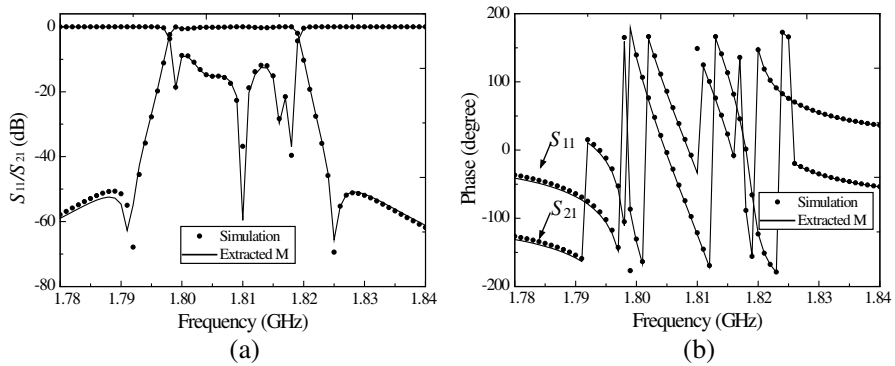 0
-20
-40
-60
-80
S11/S21 (dB)
Simulation
Extracted M
1.78 1.79 1.80 1.81 1.82 1.83 1.84
Frequency (GHz)
(a)
200
100
0
-100
-200
Phase (degree)
S11
S21
Simulation
Extracted M
1.78 1.79 1.80 1.81 1.82 1.83 1.84
Frequency (GHz)
(b)